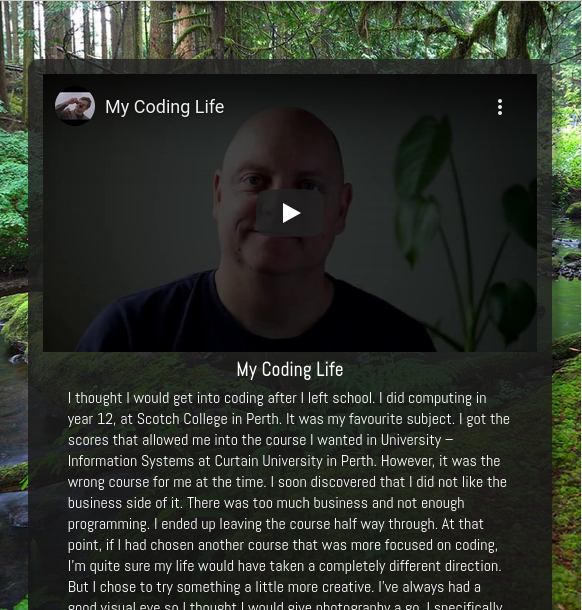 My Coding Life
My Coding Life
I thought I would get into coding after I left school. I did computing in
year 12, at Scotch College in Perth. It was my favourite subject. I got the
scores that allowed me into the course I wanted in University –
Information Systems at Curtain University in Perth. However, it was the
wrong course for me at the time. I soon discovered that I did not like the
business side of it. There was too much business and not enough
programming. I ended up leaving the course half way through. At that
point, if I had chosen another course that was more focused on coding,
I'm quite sure my life would have taken a completely different direction.
But I chose to try something a little more creative. I've always had a
good visual eye so I thought I would give photography a go. I specifically